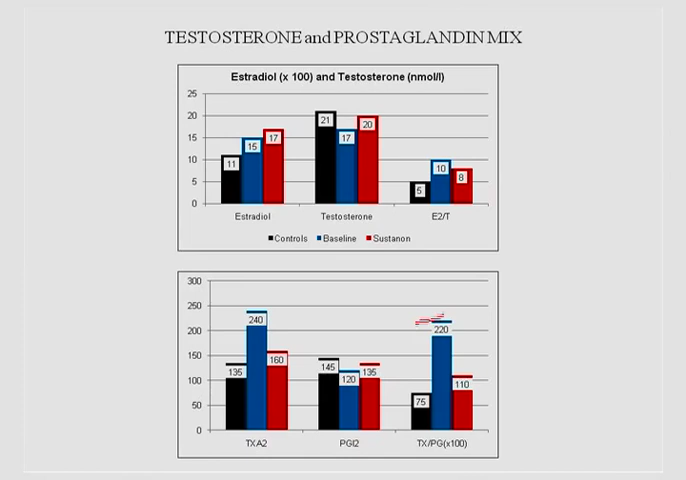 TESTOSTERONE and PROSTAGLANDIN MIX
Estradiol (x 100) and Testosterone (nmol/l)
25
20
15
10
5
0
11
15
17
21
17
20
5
10
8
Estradiol
Testosterone
E2/T
Controls
Baseline
Sustanon
300
250
200
150
100
50
0
135
240
160
145
120
135
75
220
110
TXA2
PGI2
TX/PG(x100)